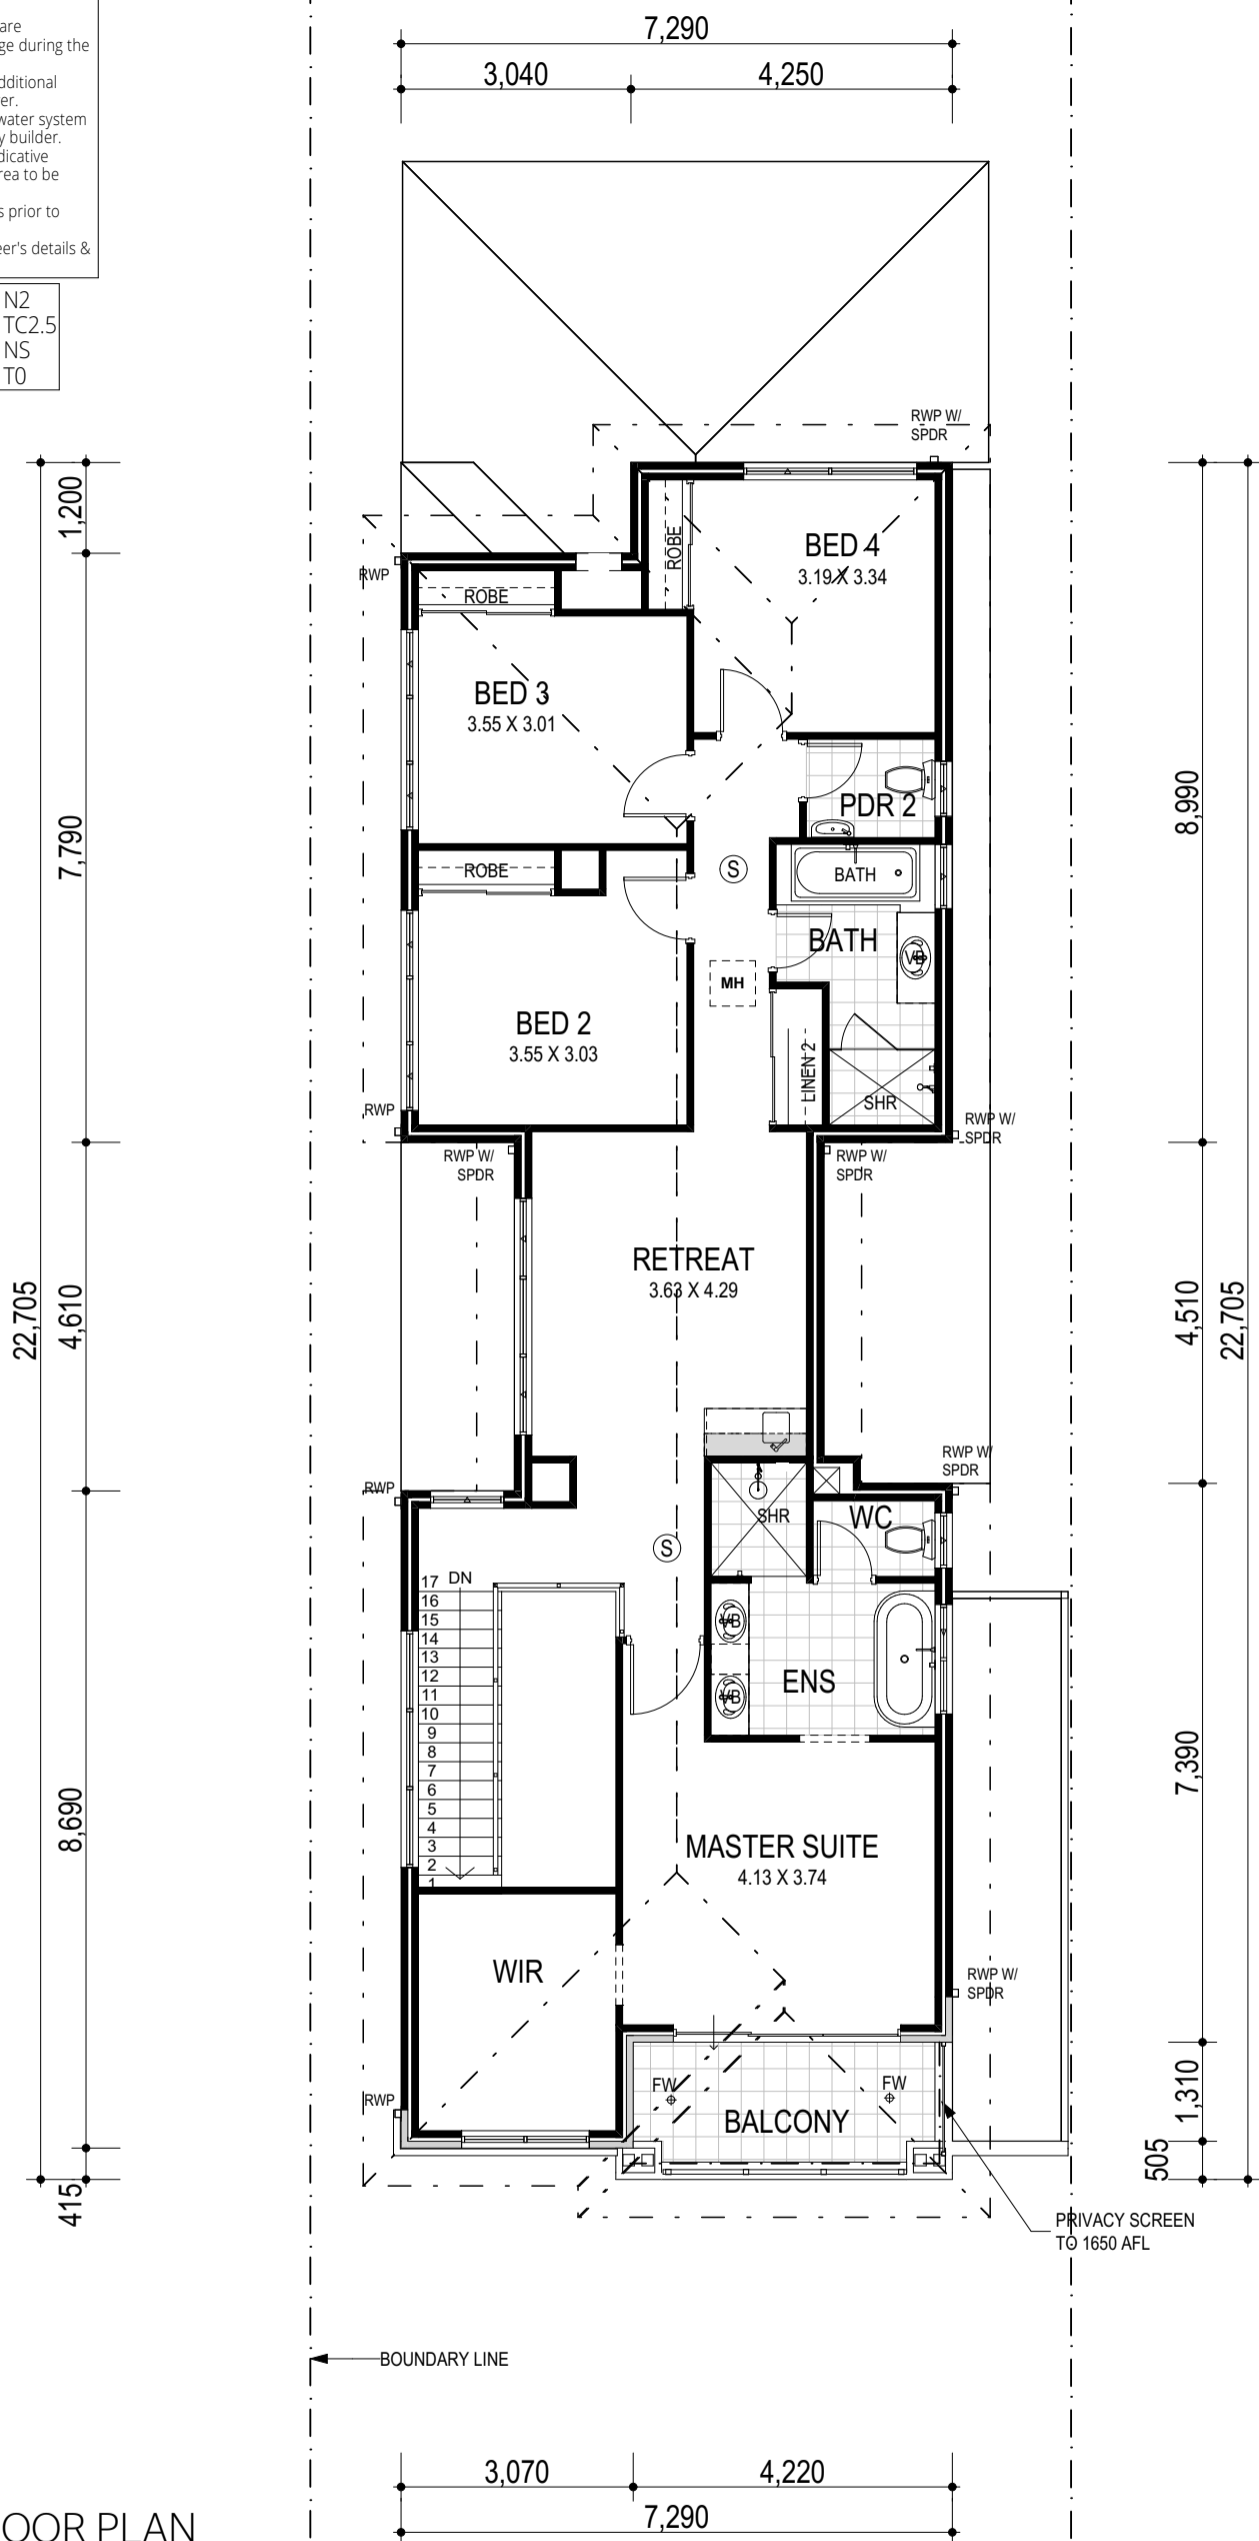 are
ge during the
dditional
er.
water system
y builder.
dicative
rea to be
s prior to
eer's details &
N2
TC2.5
NS
T0
7,290
3,040
4,250
RWP W/
SPDR
1,200
7,790
4,610
22,705
8,690
415
8,990
4,510
22,705
7,390
1,310
505
ROBE
BED 4
3.19 X 3.34
RWP
ROBE
BED 3
3.55 X 3.01
PDR 2
ROBE
S
BATH
BATH
VB
MH
BED 2
3.55 X 3.03
LINEN 2
SHR
RWP
RWP W/
SPDR
RWP W/
SPDR
RWP W/
SPDR
RETREAT
3.63 X 4.29
RWP W/
SPDR
RWP
SHR
WC
S
17 DN
16
15
14
13
12
11
10
9
8
7
6
5
4
3
2
1
VB
VB
ENS
MASTER SUITE
4.13 X 3.74
WIR
RWP W/
SPDR
RWP
FW
FW
BALCONY
PRIVACY SCREEN
TO 1650 AFL
BOUNDARY LINE
3,070
4,220
7,290
OOR PLAN